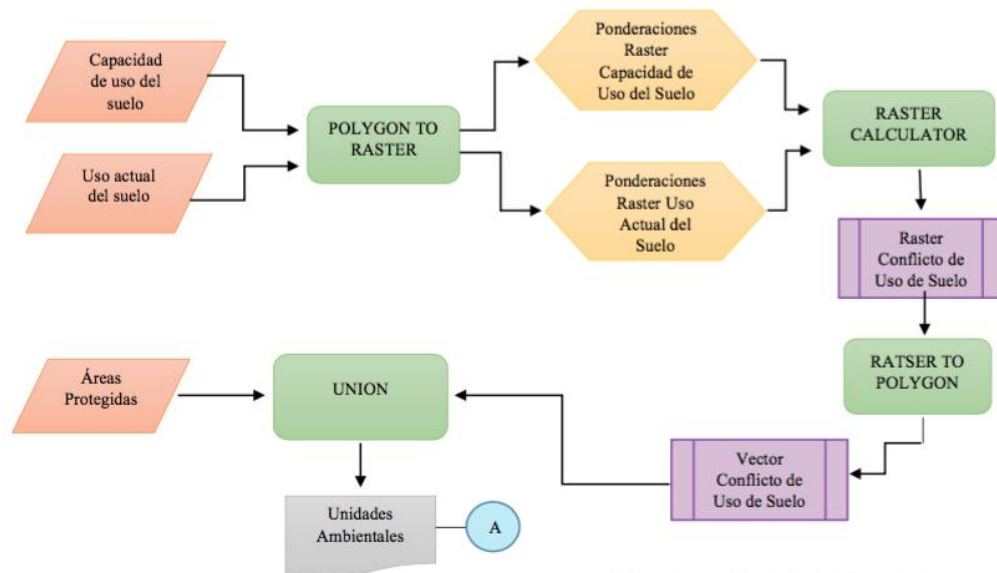 Capacidad
de uso del
suelo
POLYGON TO
RASTER
Ponderaciones
Raster
Capacidad de
Uso del Suelo
RASTER
CALCULATOR
Uso actual
del suelo
Ponderaciones
Raster Uso
Actual del
Suelo
Raster
Conflicto de
Uso de Suelo
RATSER TO
POLYGON
Áreas
Protegidas
UNION
Vector
Conflicto de
Uso de Suelo
Unidades
Ambientales
A